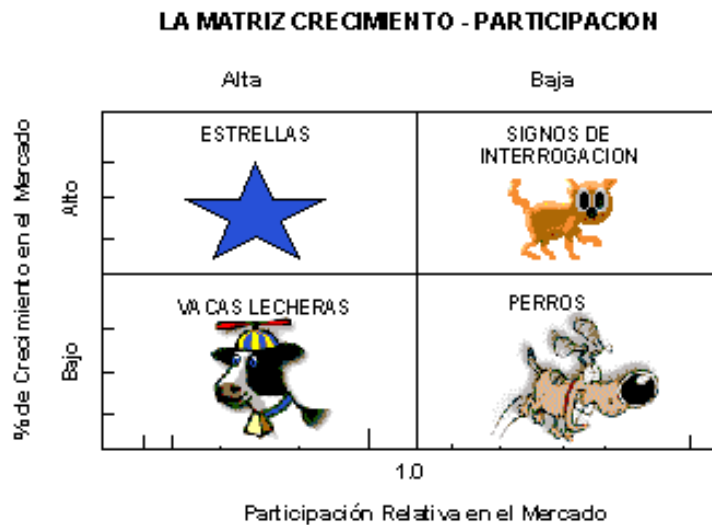 LA MATRIZ CRECIMIENTO - PARTICIPACION
Alta
Baja
% de Crecimiento en el Mercado
Alto
Bajo
ESTRELLAS
SIGNOS DE
INTERROGACION
VACAS LECHERAS
PERROS
1.0
Participación Relativa en el Mercado